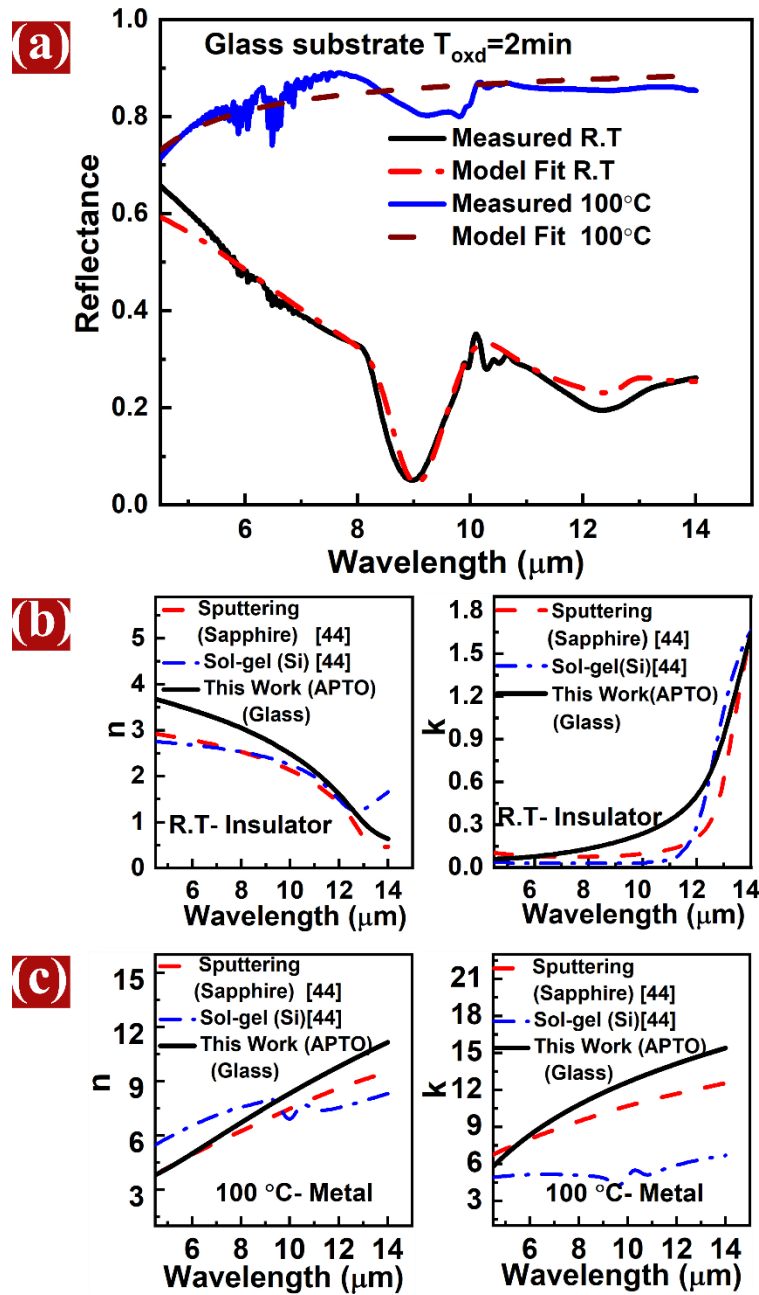 (a)
Glass substrate T_oxd=2min
Measured R.T
Model Fit R.T
Measured 100°C
Model Fit 100°C
Reflectance
1.0
0.8
0.6
0.4
0.2
0.0
6 8 10 12 14
Wavelength (μm)
(b)
Sputtering
(Sapphire) [44]
Sol-gel (Si) [44]
This Work (APTO)
(Glass)
n
5
4
3
2
1
0
R.T- Insulator
6 8 10 12 14
Wavelength (μm)
Sputtering
(Sapphire) [44]
Sol-gel(Si)[44]
This Work(APTO)
(Glass)
k
1.8
1.5
1.2
0.9
0.6
0.3
0.0
R.T- Insulator
6 8 10 12 14
Wavelength (μm)
(c)
Sputtering
(Sapphire) [44]
Sol-gel (Si)[44]
This Work (APTO)
(Glass)
n
15
12
9
6
3
100 °C- Metal
6 8 10 12 14
Wavelength (μm)
Sputtering
(Sapphire) [44]
Sol-gel (Si)[44]
This Work (APTO)
(Glass)
k
21
18
15
12
9
6
3
100 °C- Metal
6 8 10 12 14
Wavelength (μm)